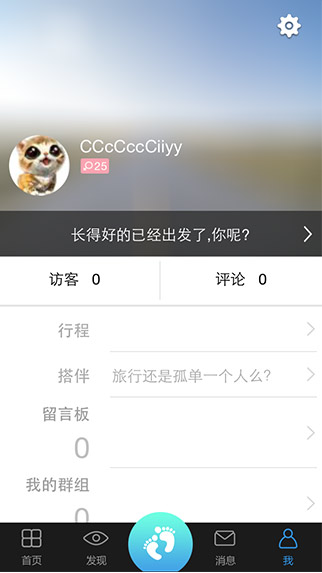 CCcCccCiiyy
25
长得好的已经出发了,你呢?
访客 0
评论 0
行程
搭伴 旅行还是孤单一个人么?
留言板
0
我的群组
0
首页
发现
消息
我